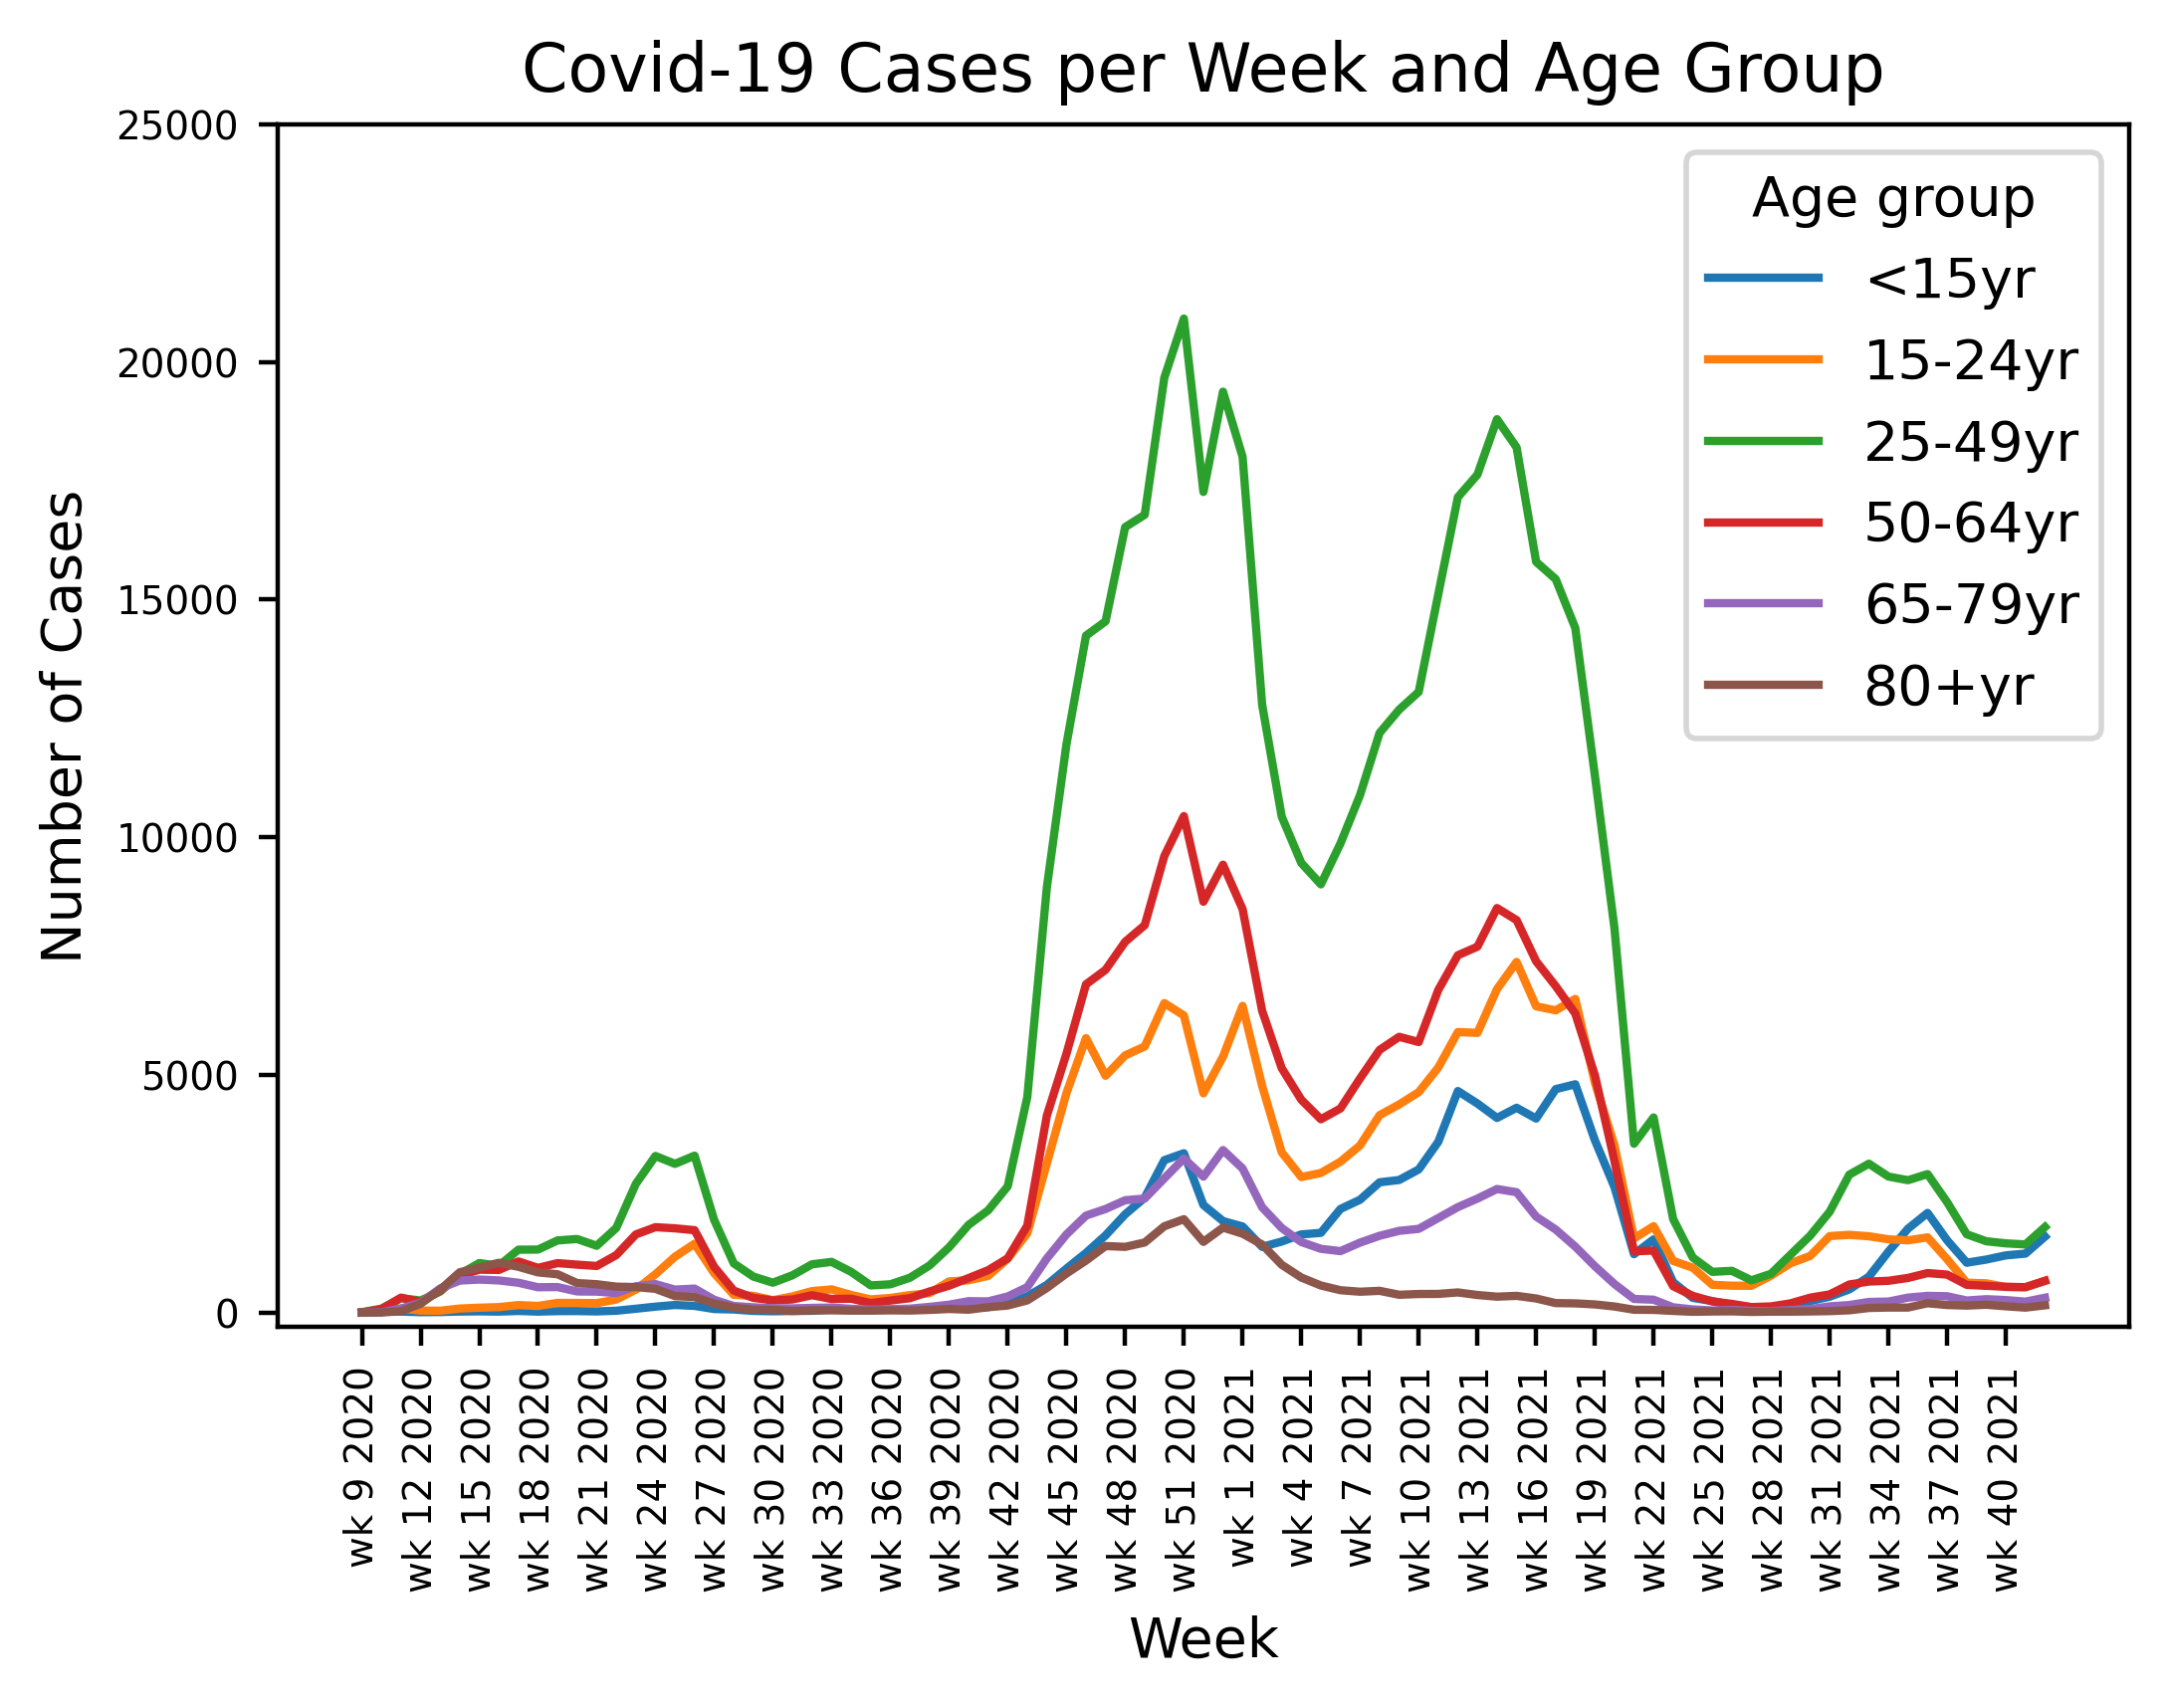 Covid-19 Cases per Week and Age Group
25000
20000
15000
10000
5000
0
Number of Cases
Age group
<15yr
15-24yr
25-49yr
50-64yr
65-79yr
80+yr
wk 9 2020
wk 12 2020
wk 15 2020
wk 18 2020
wk 21 2020
wk 24 2020
wk 27 2020
wk 30 2020
wk 33 2020
wk 36 2020
wk 39 2020
wk 42 2020
wk 45 2020
wk 48 2020
wk 51 2020
wk 1 2021
wk 4 2021
wk 7 2021
wk 10 2021
wk 13 2021
wk 16 2021
wk 19 2021
wk 22 2021
wk 25 2021
wk 28 2021
wk 31 2021
wk 34 2021
wk 37 2021
wk 40 2021
Week